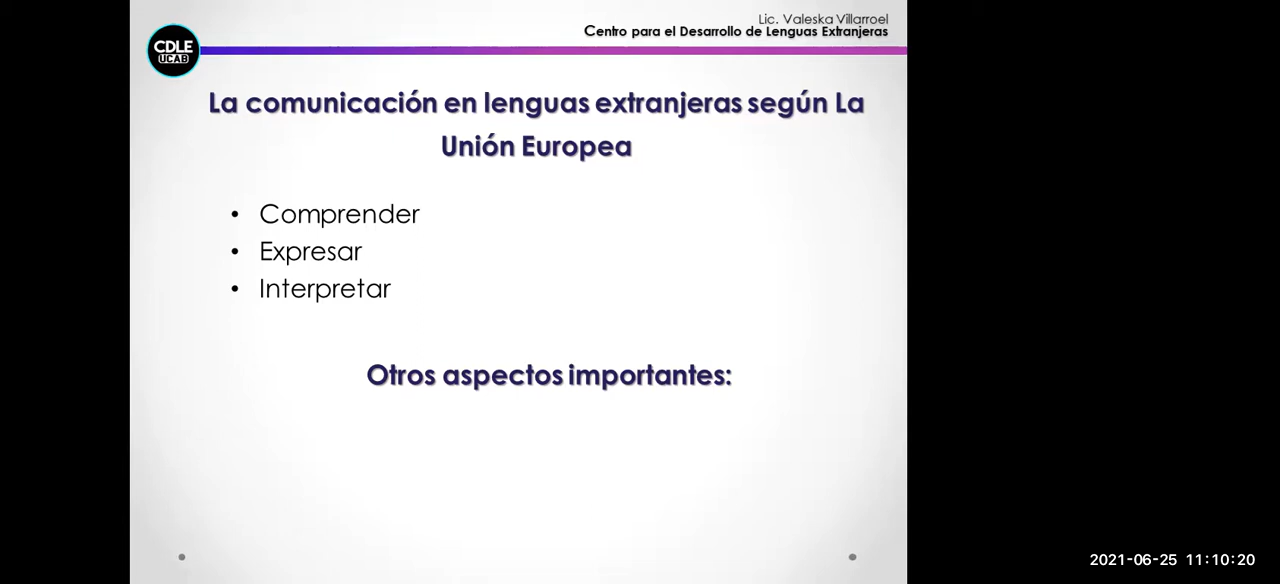 Lic. Valeska Villarroel
Centro para el Desarrollo de Lenguas Extranjeras
CDLE
UCAB
La comunicación en lenguas extranjeras según La
Unión Europea
• Comprender
• Expresar
• Interpretar
Otros aspectos importantes:
2021-06-25 11:10:20